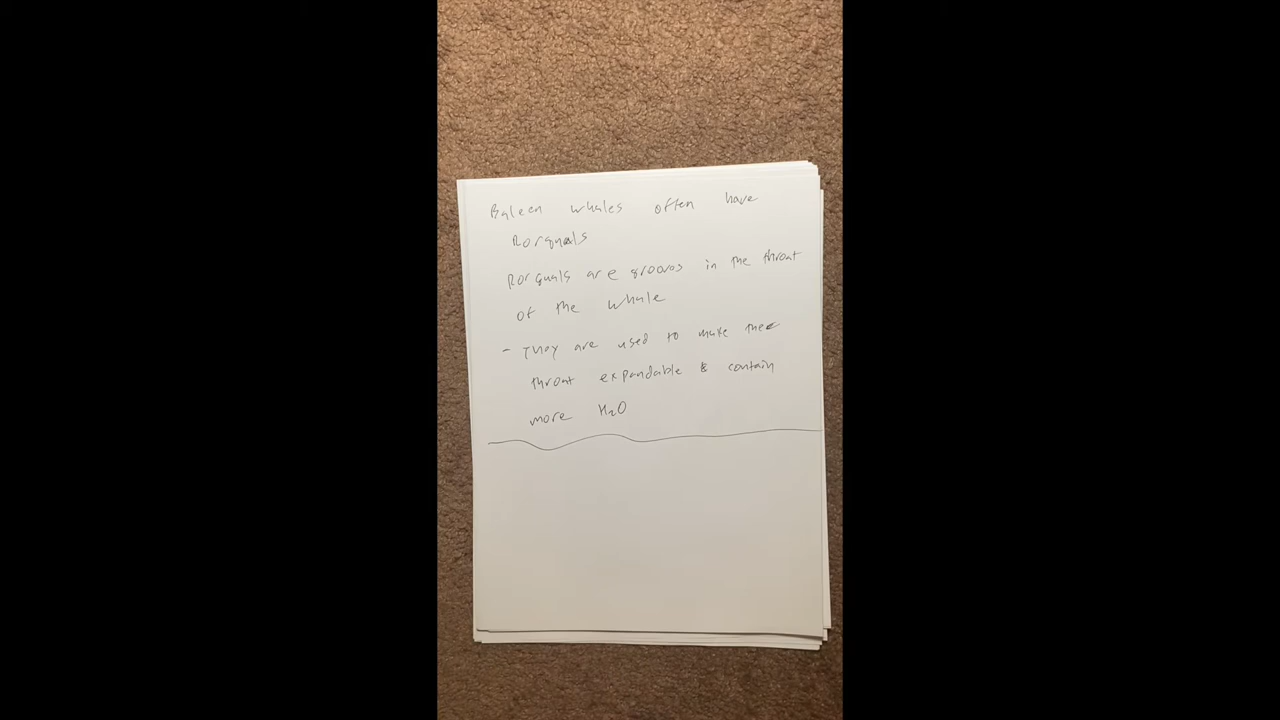 Baleen whales often have
Rorquals
Rorquals are grooves in the throat
of the whale
- They are used to make the
throat expandable & contain
more H₂O